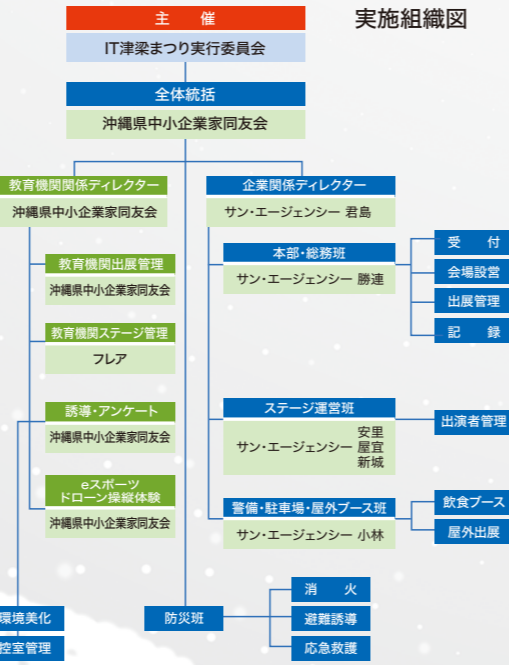 実施組織図
主　催
IT津梁まつり実行委員会
全体統括
沖縄県中小企業家同友会
教育機関関係ディレクター
沖縄県中小企業家同友会
教育機関出展管理
沖縄県中小企業家同友会
教育機関ステージ管理
フレア
誘導・アンケート
沖縄県中小企業家同友会
eスポーツ
ドローン操縦体験
沖縄県中小企業家同友会
環境美化
控室管理
企業関係ディレクター
サン・エージェンシー 君島
本部・総務班
サン・エージェンシー 勝連
受　付
会場設営
出展管理
記　録
ステージ運営班
サン・エージェンシー
安里
屋宜
新城
出演者管理
警備・駐車場・屋外ブース班
サン・エージェンシー 小林
飲食ブース
屋外出展
防災班
消　火
避難誘導
応急救護